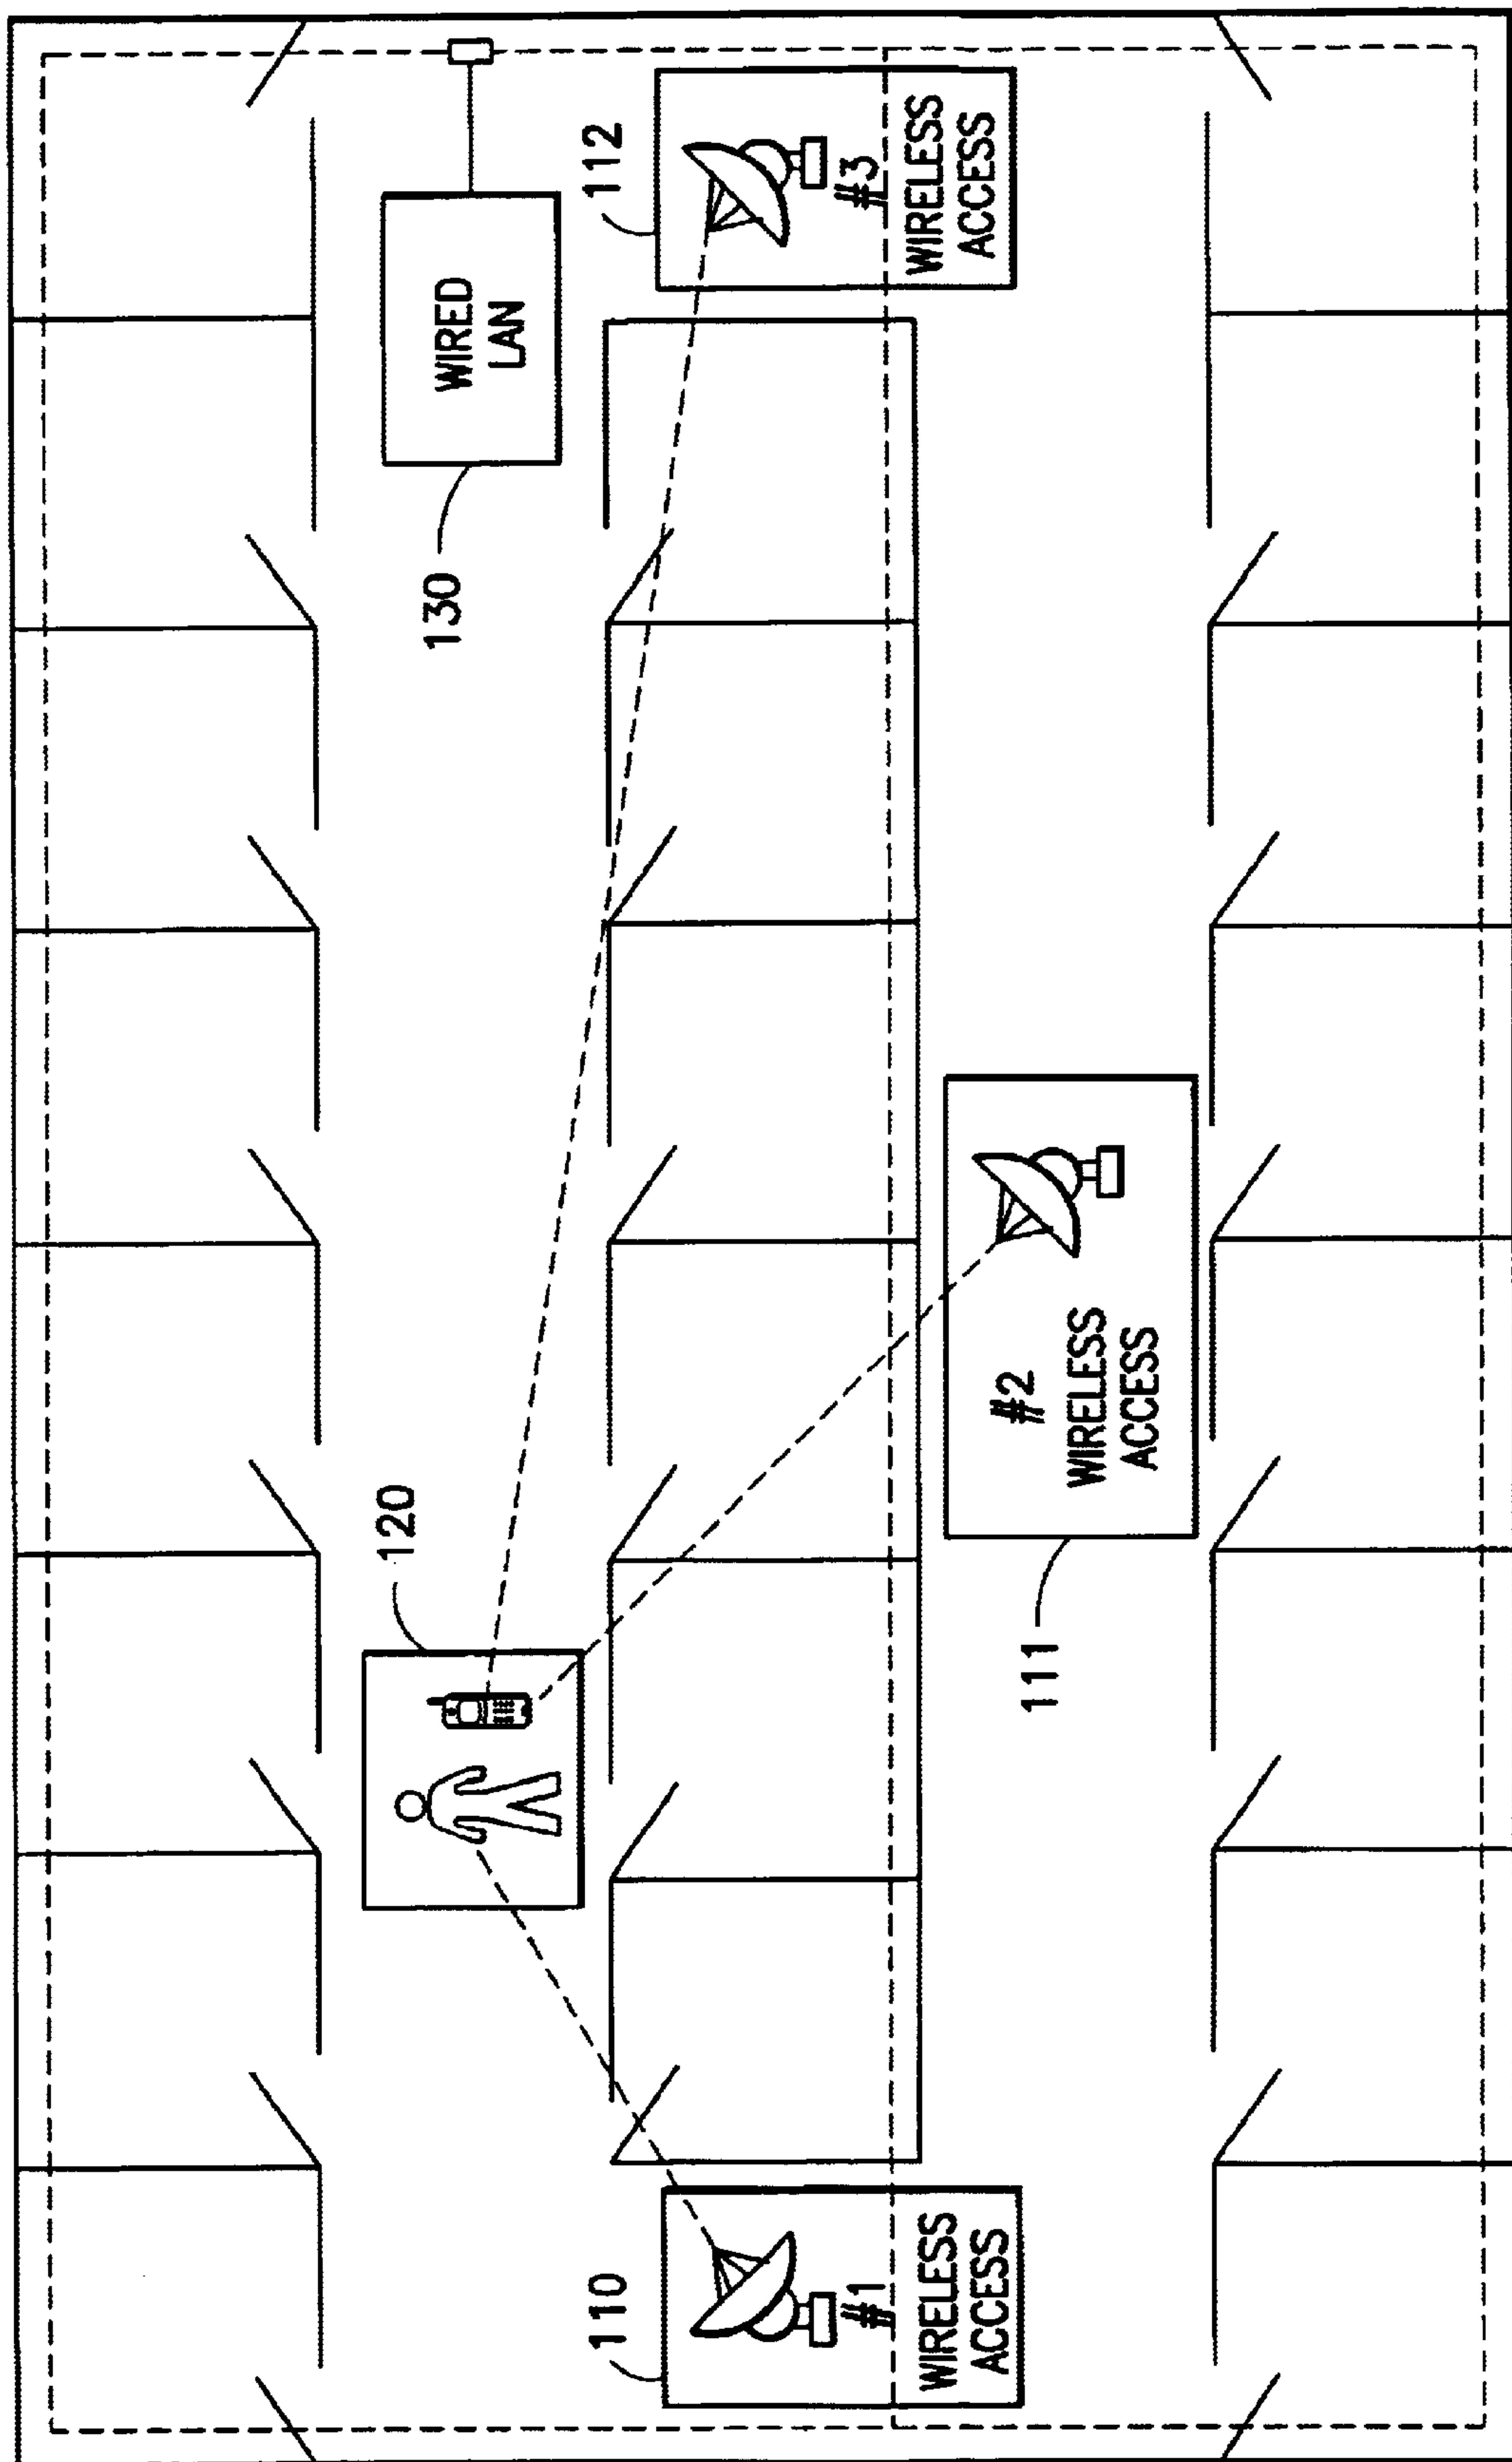 120
130
WIRED
LAN
110
#1
WIRELESS
ACCESS
112
#3
WIRELESS
ACCESS
#2
WIRELESS
ACCESS
111